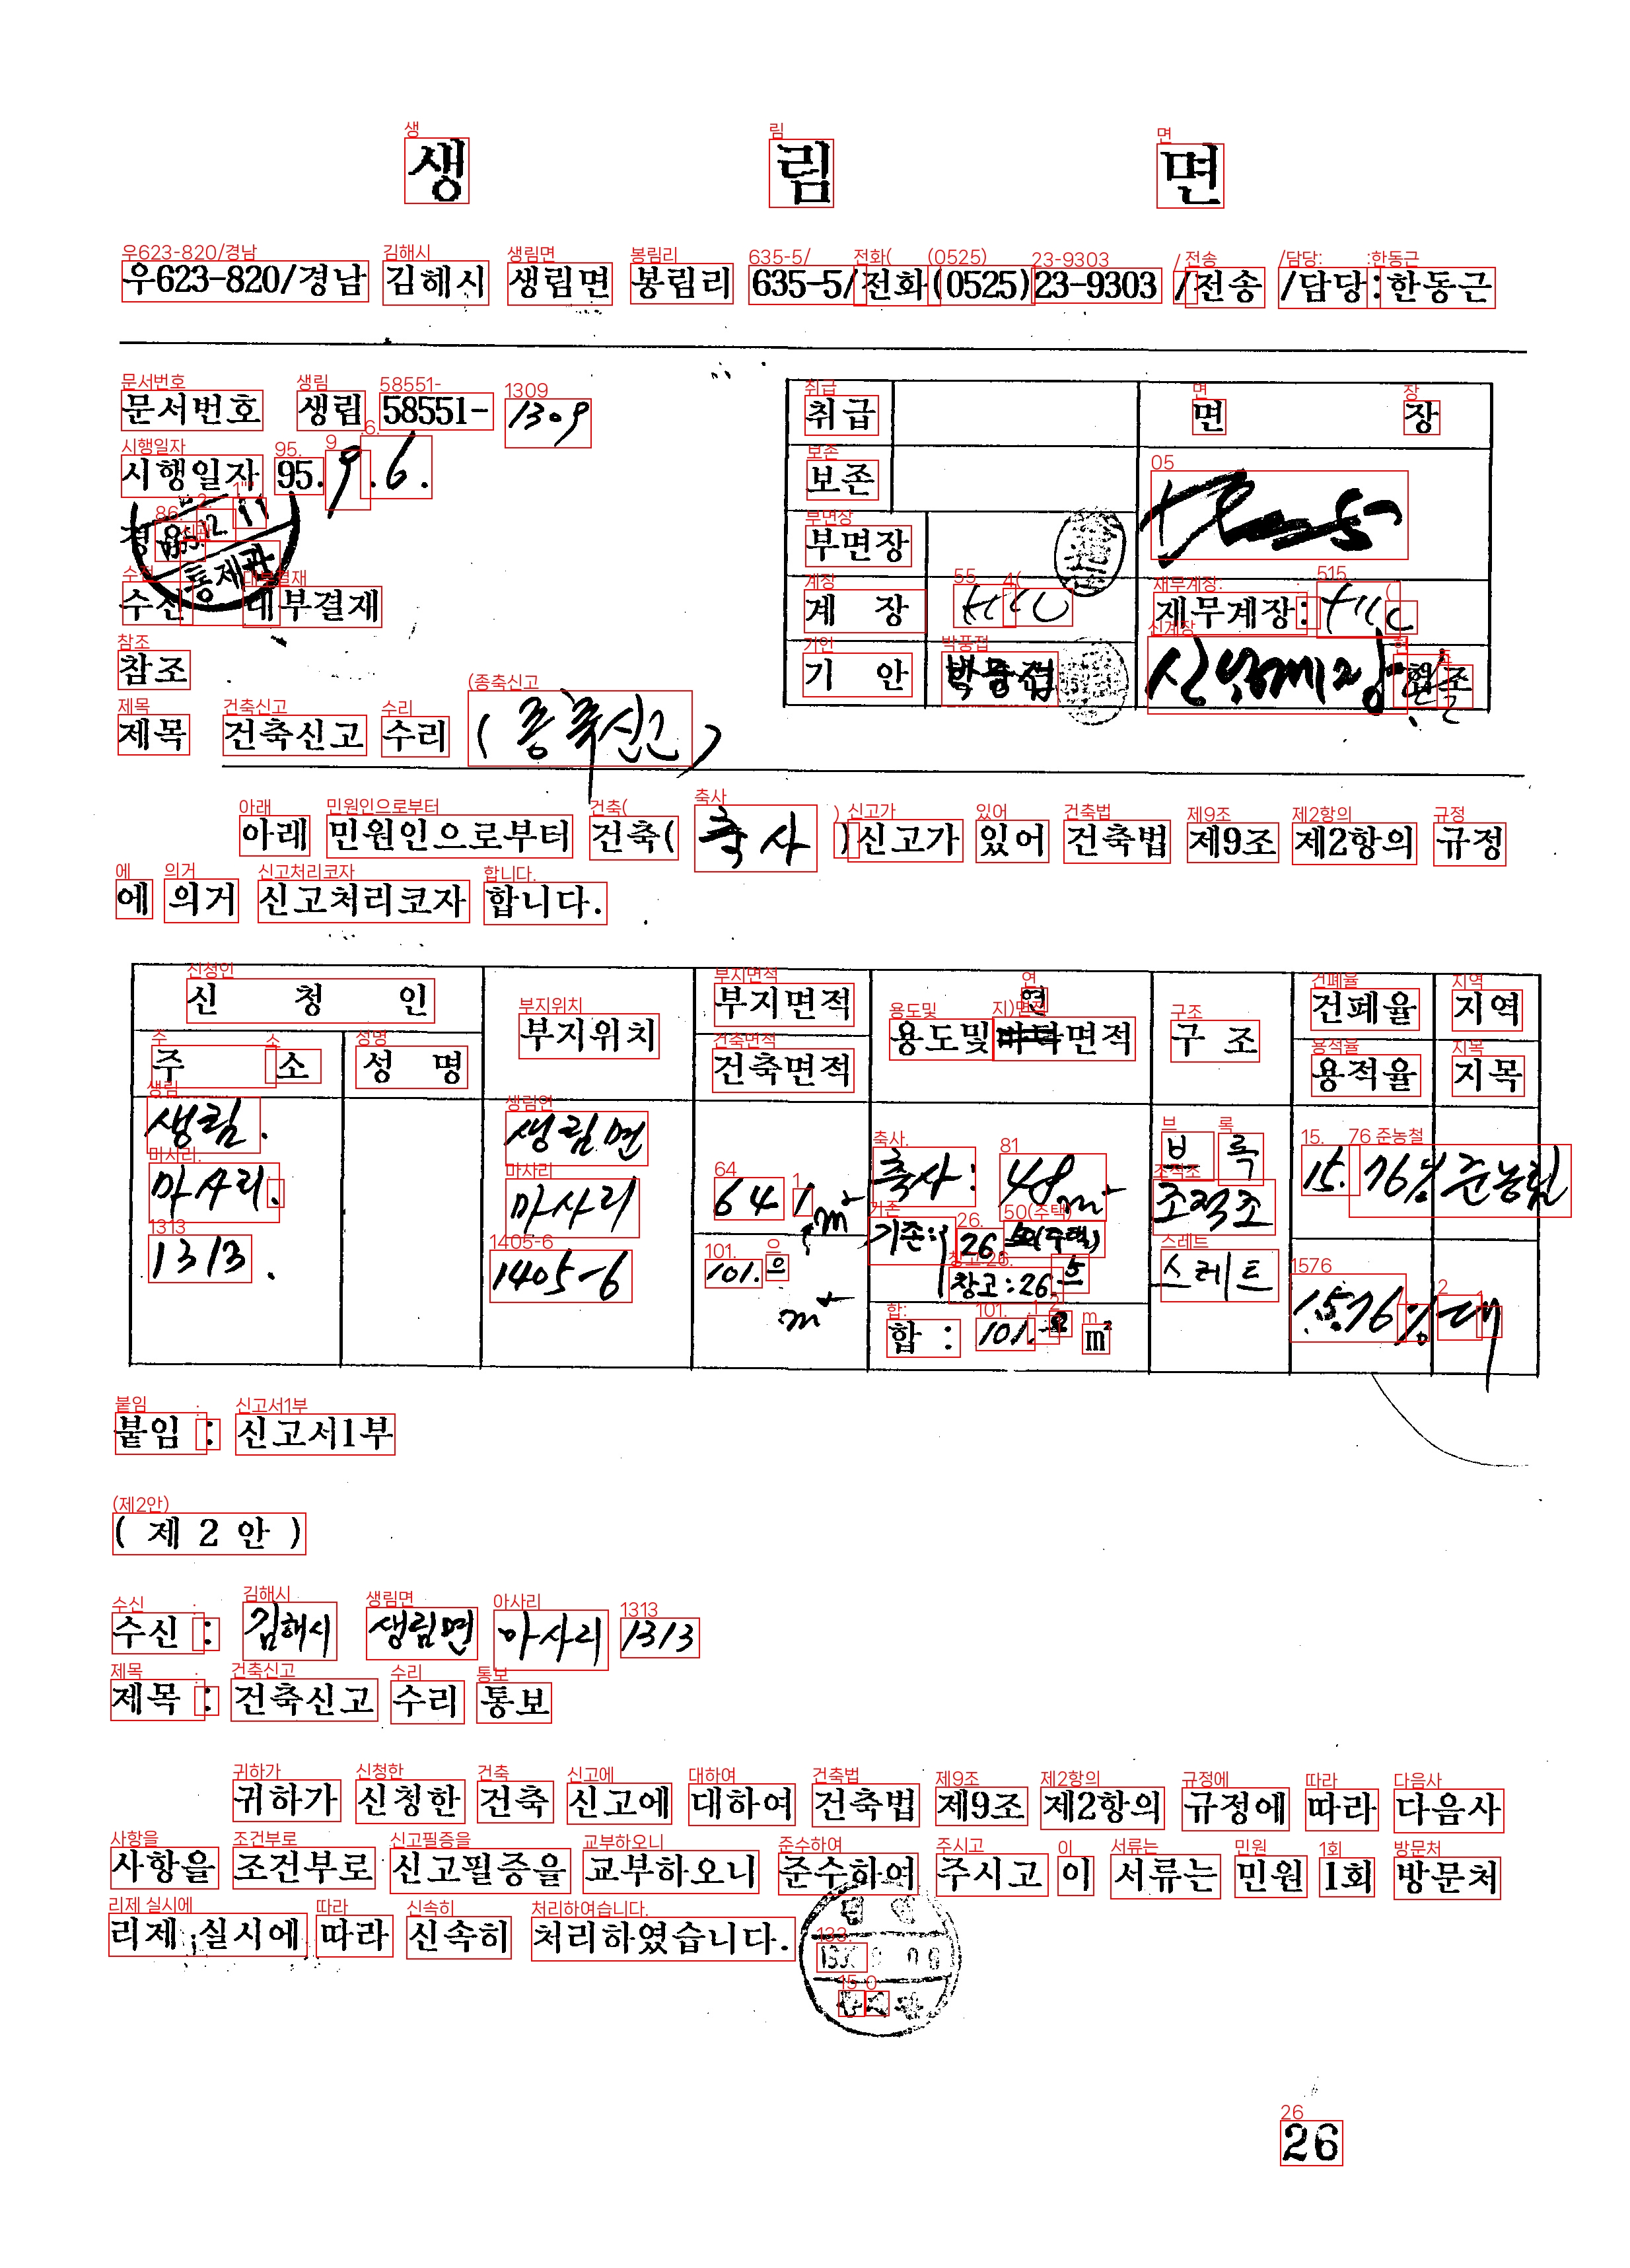 생 림 면
우623-820/경남 김해시 생림면 봉림리 635-5/전화(0525)23-9303 /전송 /담당:한동근
문서번호 생림 58551-1309
시행일자 95. 9. 6.
수신 내부결재
참조
제목 건축신고 수리 (증축신고)
취급 면 장
보존
부면장
계 장 재무계장:
기 안
아래 민원인으로부터 건축( 축사 )신고가 있어 건축법 제9조 제2항의 규정
에 의거 신고처리코자 합니다.
신 청 인 부지위치 부지면적 용도및 연면적 구 조 건폐율 지역
주 소 성 명 건축면적 용적율 지목
생림. 생림면 축사: 48m² 브록 15.76% 준농림
마사리. 마사리 641m² 기존: 26. (주택) 조적조
1313. 1405-6 101. m² 창고:26.5 스레트 15.76% 대
합 : 101. m²
붙임 : 신고서1부
( 제 2 안 )
수신 : 김해시 생림면 마사리 1313
제목 : 건축신고 수리 통보
귀하가 신청한 건축 신고에 대하여 건축법 제9조 제2항의 규정에 따라 다음사
사항을 조건부로 신고필증을 교부하오니 준수하여 주시고 이 서류는 민원 1회 방문처
리제 실시에 따라 신속히 처리하였습니다.
26